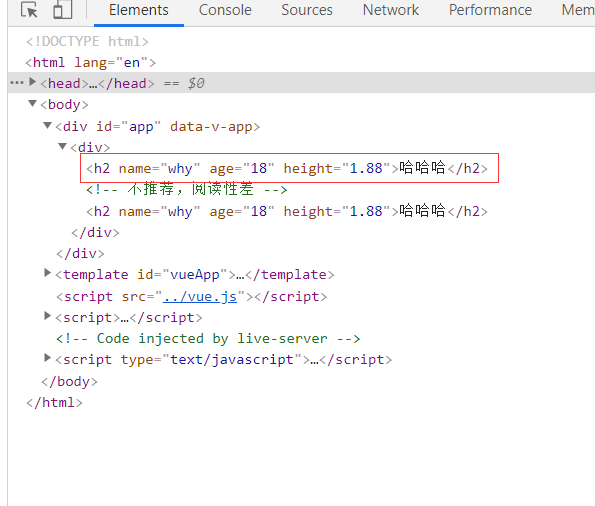 Elements Console Sources Network Performance Mem
<!DOCTYPE html>
<html lang="en">
<head>…</head> == $0
<body>
<div id="app" data-v-app>
<div>
<h2 name="why" age="18" height="1.88">哈哈哈</h2>
<!-- 不推荐，阅读性差 -->
<h2 name="why" age="18" height="1.88">哈哈哈</h2>
</div>
</div>
<template id="vueApp">…</template>
<script src="../vue.js"></script>
<script>…</script>
<!-- Code injected by live-server -->
<script type="text/javascript">…</script>
</body>
</html>